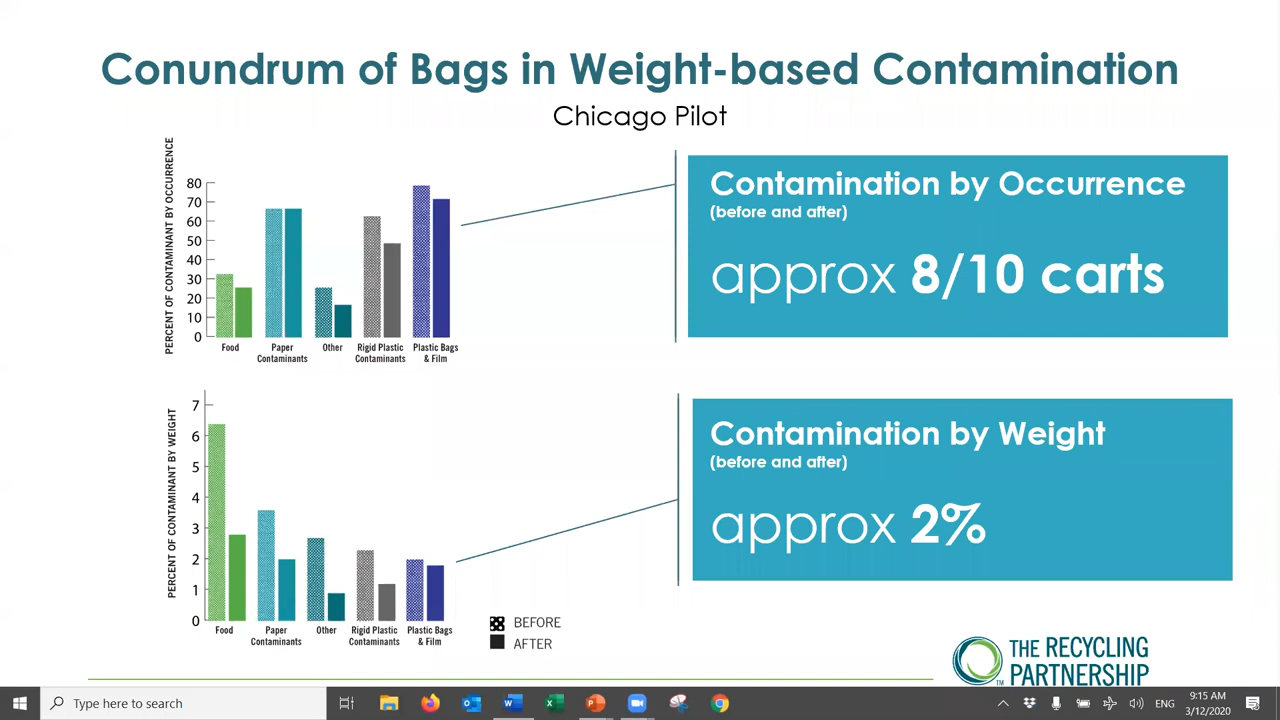 Conundrum of Bags in Weight-based Contamination
Chicago Pilot
PERCENT OF CONTAMINANT BY OCCURRENCE
80
70
60
50
40
30
20
10
0
Food
Paper Contaminants
Other
Rigid Plastic Contaminants
Plastic Bags & Film
Contamination by Occurrence
(before and after)
approx 8/10 carts
PERCENT OF CONTAMINANT BY WEIGHT
7
6
5
4
3
2
1
0
Food
Paper Contaminants
Other
Rigid Plastic Contaminants
Plastic Bags & Film
BEFORE
AFTER
Contamination by Weight
(before and after)
approx 2%
THE RECYCLING
PARTNERSHIP
TM
Type here to search
ENG
9:15 AM
3/12/2020